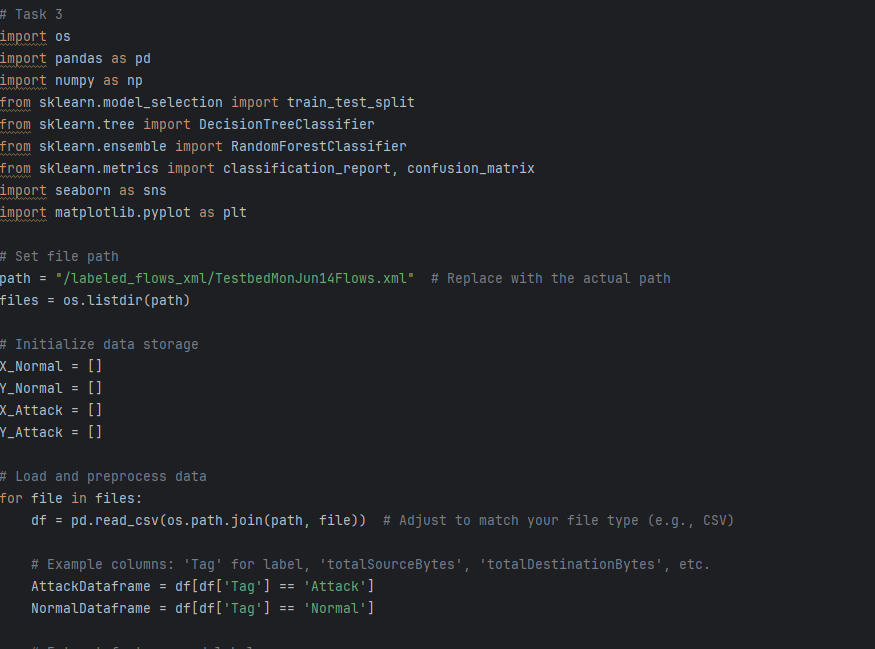 # Task 3
import os
import pandas as pd
import numpy as np
from sklearn.model_selection import train_test_split
from sklearn.tree import DecisionTreeClassifier
from sklearn.ensemble import RandomForestClassifier
from sklearn.metrics import classification_report, confusion_matrix
import seaborn as sns
import matplotlib.pyplot as plt

# Set file path
path = "/labeled_flows_xml/TestbedMonJun14Flows.xml"  # Replace with the actual path
files = os.listdir(path)

# Initialize data storage
X_Normal = []
Y_Normal = []
X_Attack = []
Y_Attack = []

# Load and preprocess data
for file in files:
    df = pd.read_csv(os.path.join(path, file))  # Adjust to match your file type (e.g., CSV)

    # Example columns: 'Tag' for label, 'totalSourceBytes', 'totalDestinationBytes', etc.
    AttackDataframe = df[df['Tag'] == 'Attack']
    NormalDataframe = df[df['Tag'] == 'Normal']